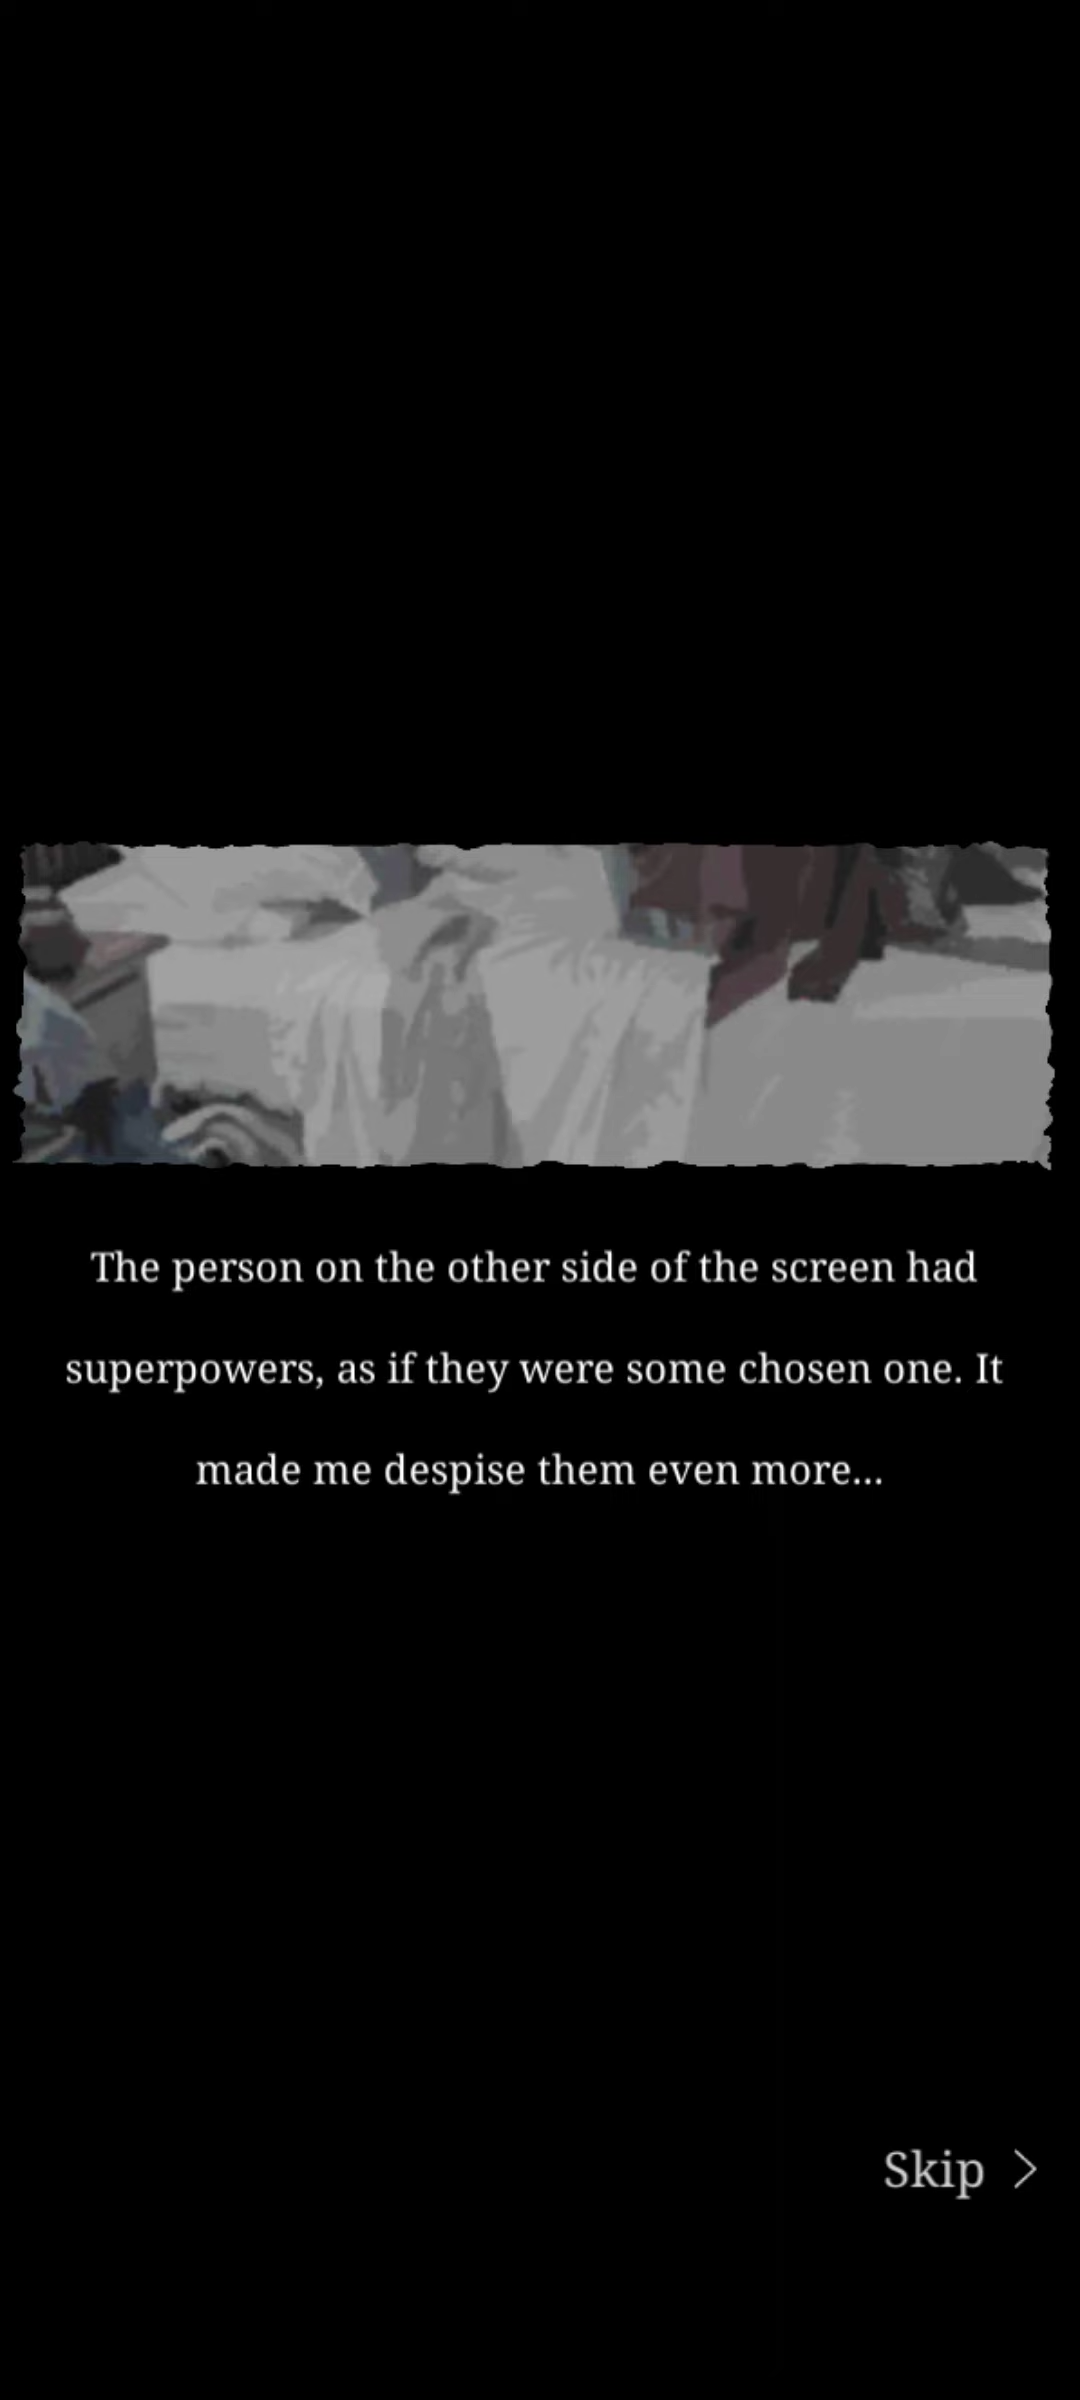 The person on the other side of the screen had
superpowers, as if they were some chosen one. It
made me despise them even more...
Skip >